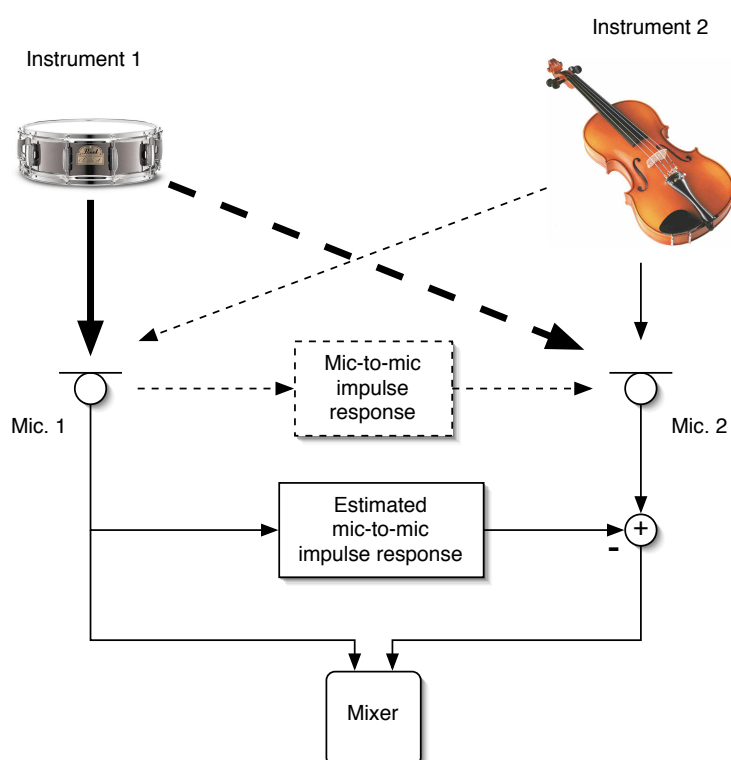 Instrument 2
Instrument 1
Pearl
Mic-to-mic
impulse
response
Mic. 1
Mic. 2
Estimated
mic-to-mic
impulse response
+
-
Mixer